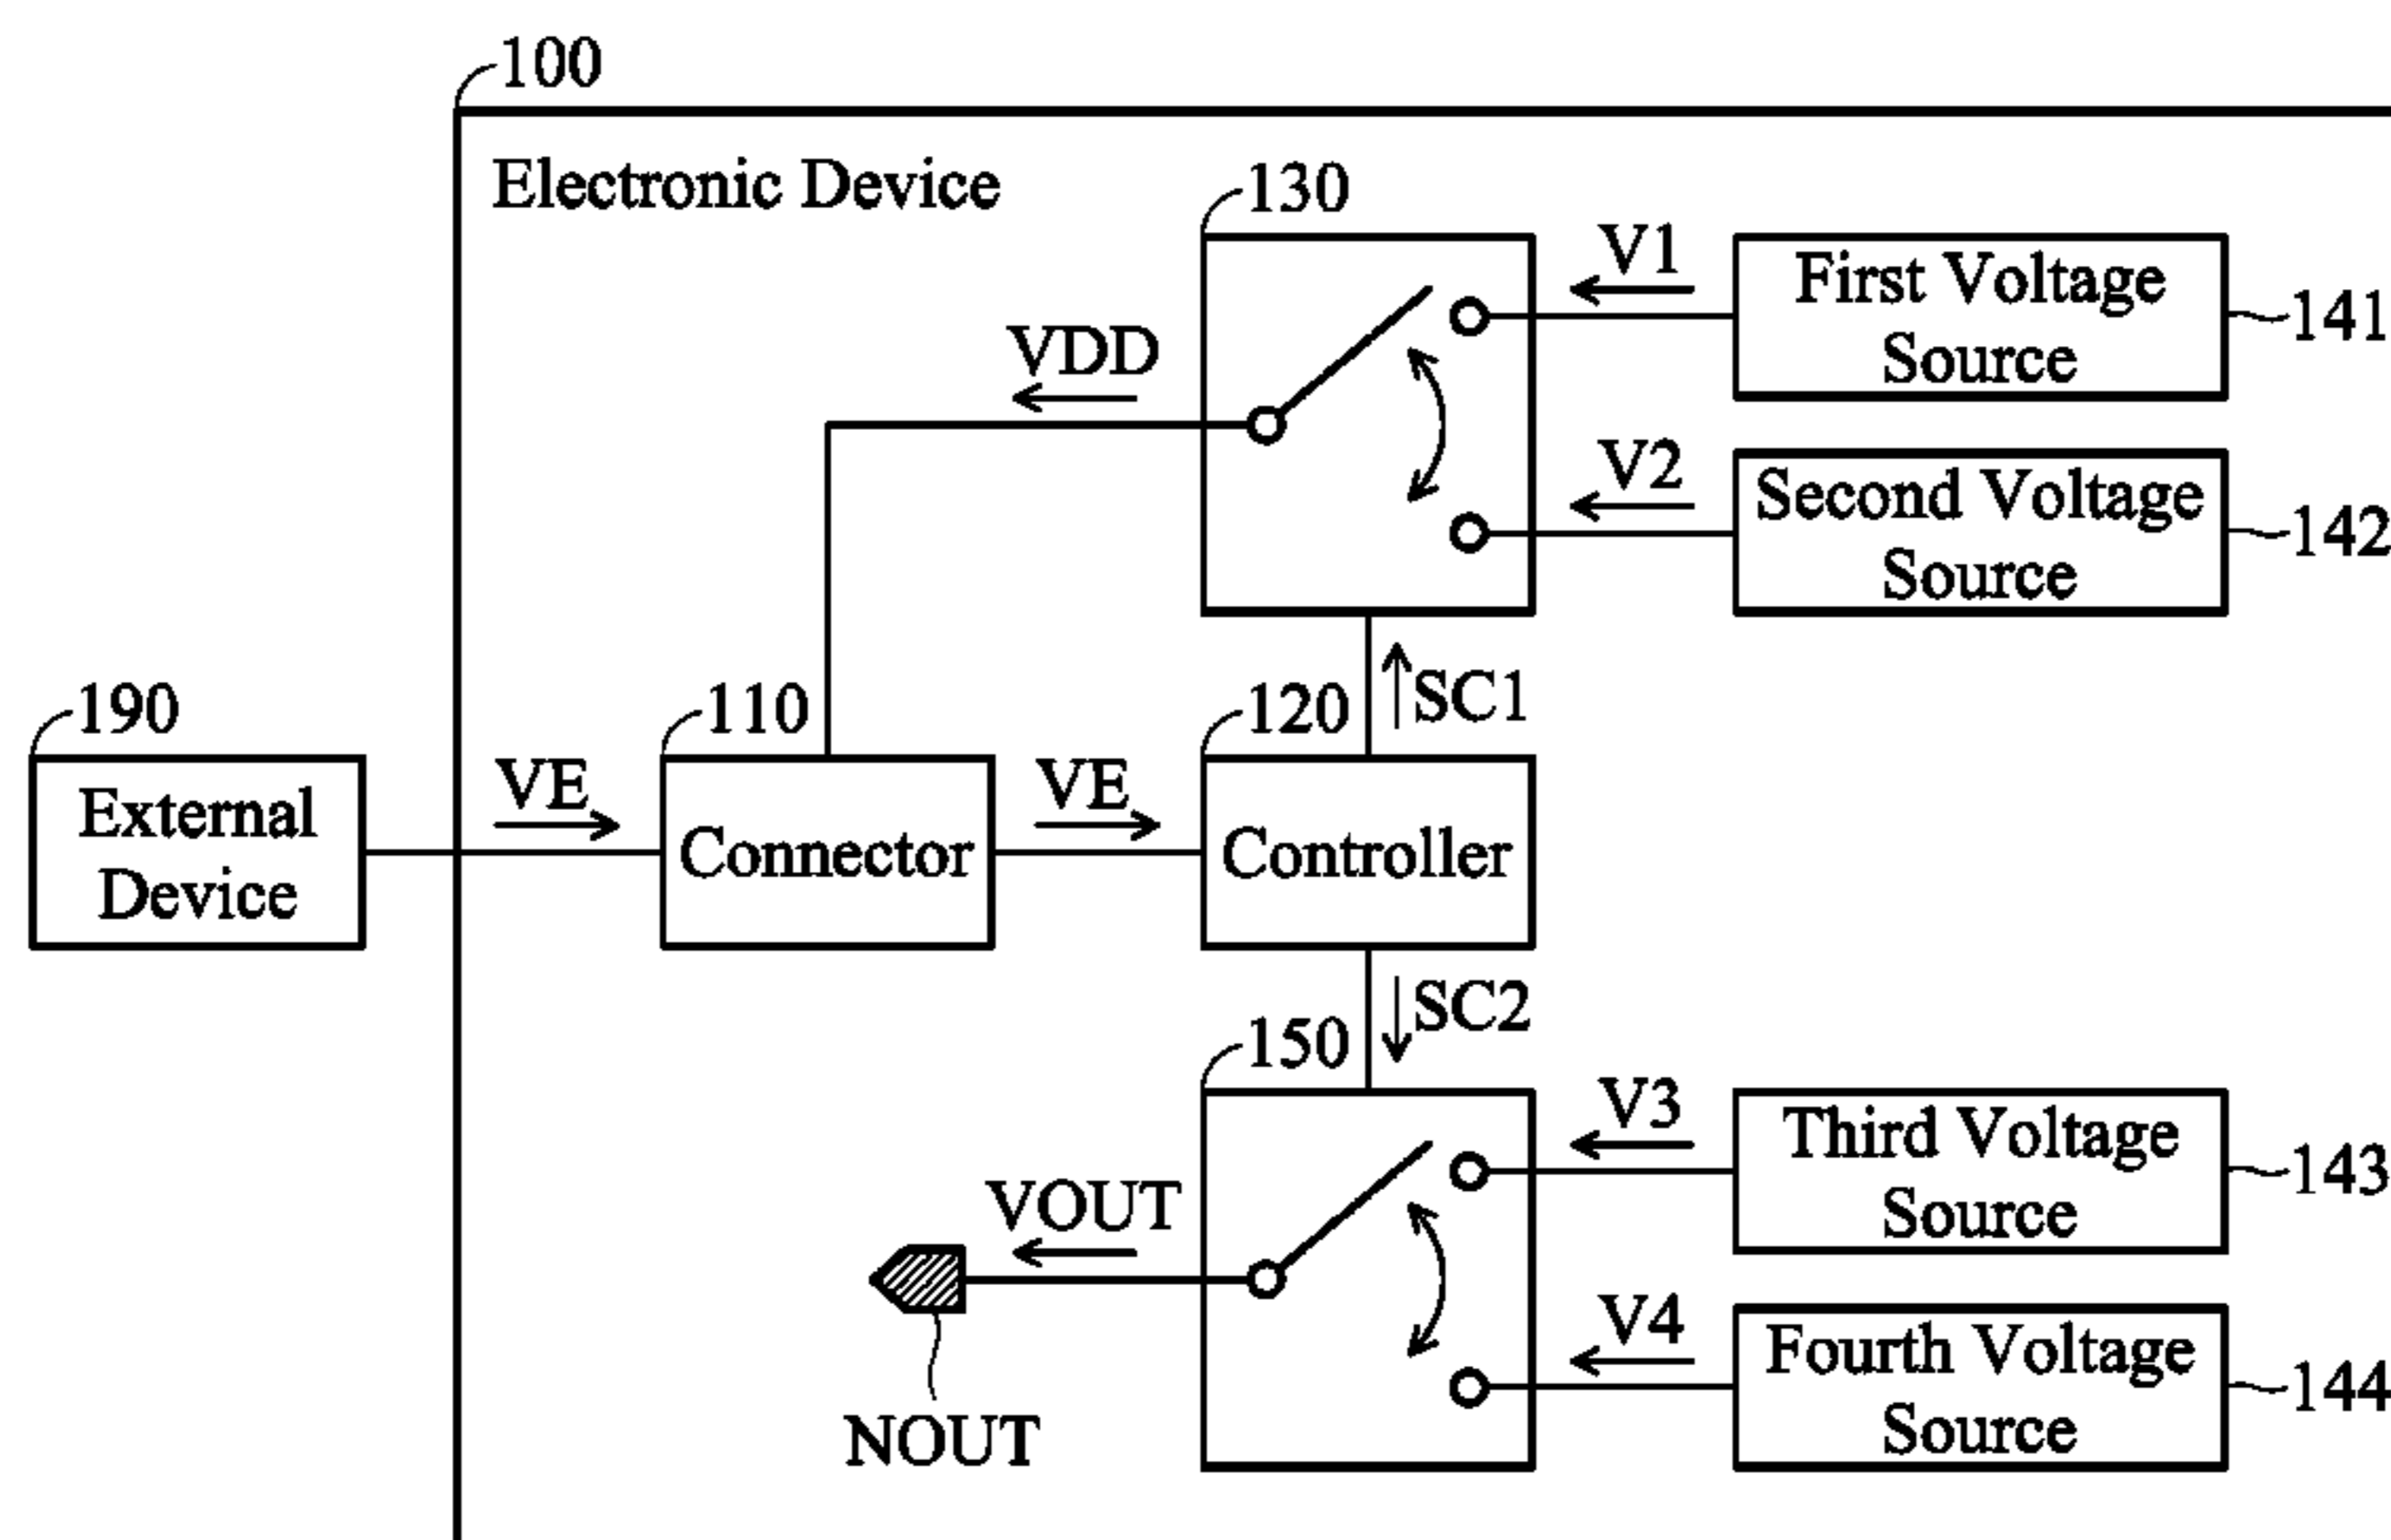 100
Electronic Device
130
V1
First Voltage
Source
141
VDD
V2
Second Voltage
Source
142
SC1
190
110
120
External
Device
VE
Connector
VE
Controller
SC2
150
V3
Third Voltage
Source
143
VOUT
V4
Fourth Voltage
Source
144
NOUT